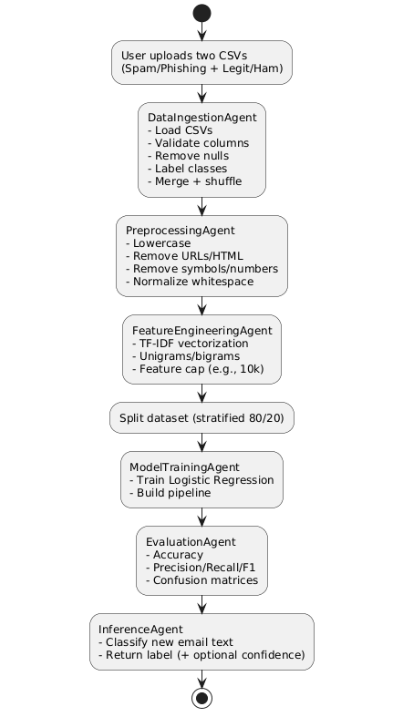 User uploads two CSVs
(Spam/Phishing + Legit/Ham)
DataIngestionAgent
- Load CSVs
- Validate columns
- Remove nulls
- Label classes
- Merge + shuffle
PreprocessingAgent
- Lowercase
- Remove URLs/HTML
- Remove symbols/numbers
- Normalize whitespace
FeatureEngineeringAgent
- TF-IDF vectorization
- Unigrams/bigrams
- Feature cap (e.g., 10k)
Split dataset (stratified 80/20)
ModelTrainingAgent
- Train Logistic Regression
- Build pipeline
EvaluationAgent
- Accuracy
- Precision/Recall/F1
- Confusion matrices
InferenceAgent
- Classify new email text
- Return label (+ optional confidence)